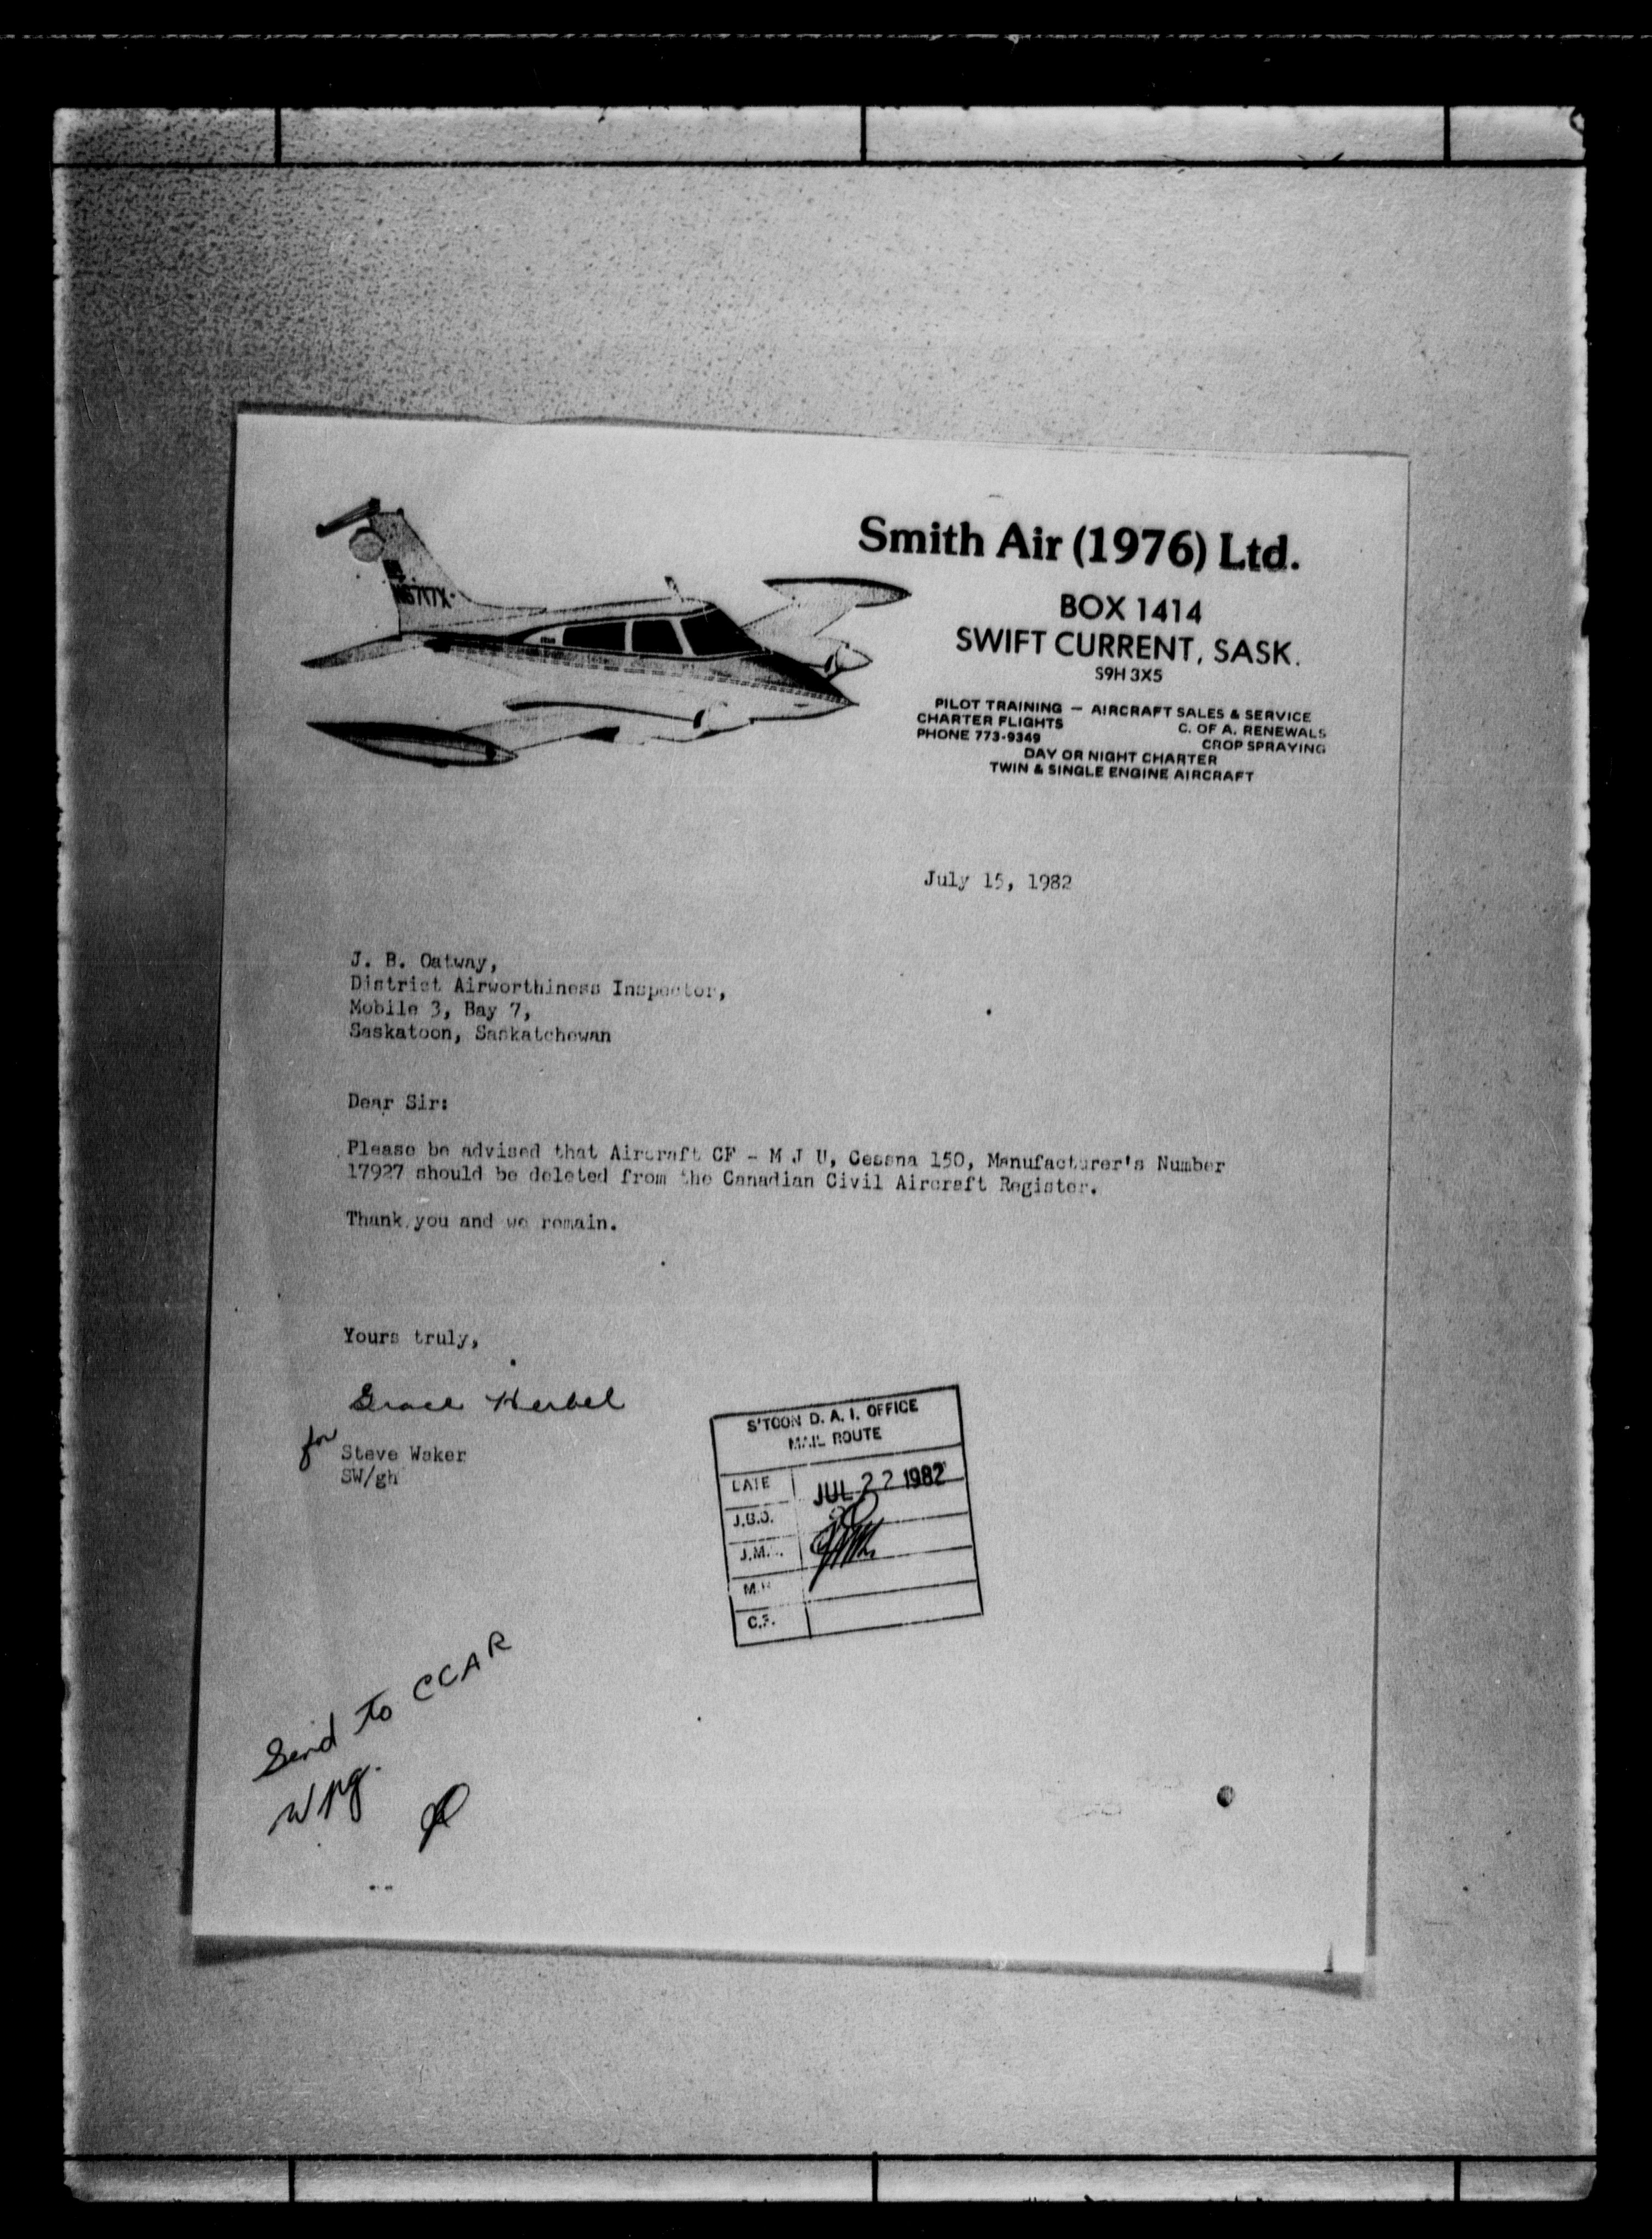 Smith Air (1976) Ltd.
BOX 1414
SWIFT CURRENT, SASK.
S9H 3X5
PILOT TRAINING — AIRCRAFT SALES & SERVICE
CHARTER FLIGHTS C. OF A. RENEWALS
PHONE 773-9349 CROP SPRAYING
DAY OR NIGHT CHARTER
TWIN & SINGLE ENGINE AIRCRAFT
July 15, 1982
J. B. Oatway,
District Airworthiness Inspector,
Mobile 3, Bay 7,
Saskatoon, Saskatchewan
Dear Sir:
Please be advised that Aircraft CF - M J U, Cessna 150, Manufacturer's Number
17927 should be deleted from the Canadian Civil Aircraft Register.
Thank you and we remain.
Yours truly,
Grace Herbel
for Steve Waker
SW/gh
S'TOON D. A. I. OFFICE
MAIL ROUTE
DATE JUL 22 1982
J.B.O.
J.M.
M.
C.
Send to CCAR
Wpg.